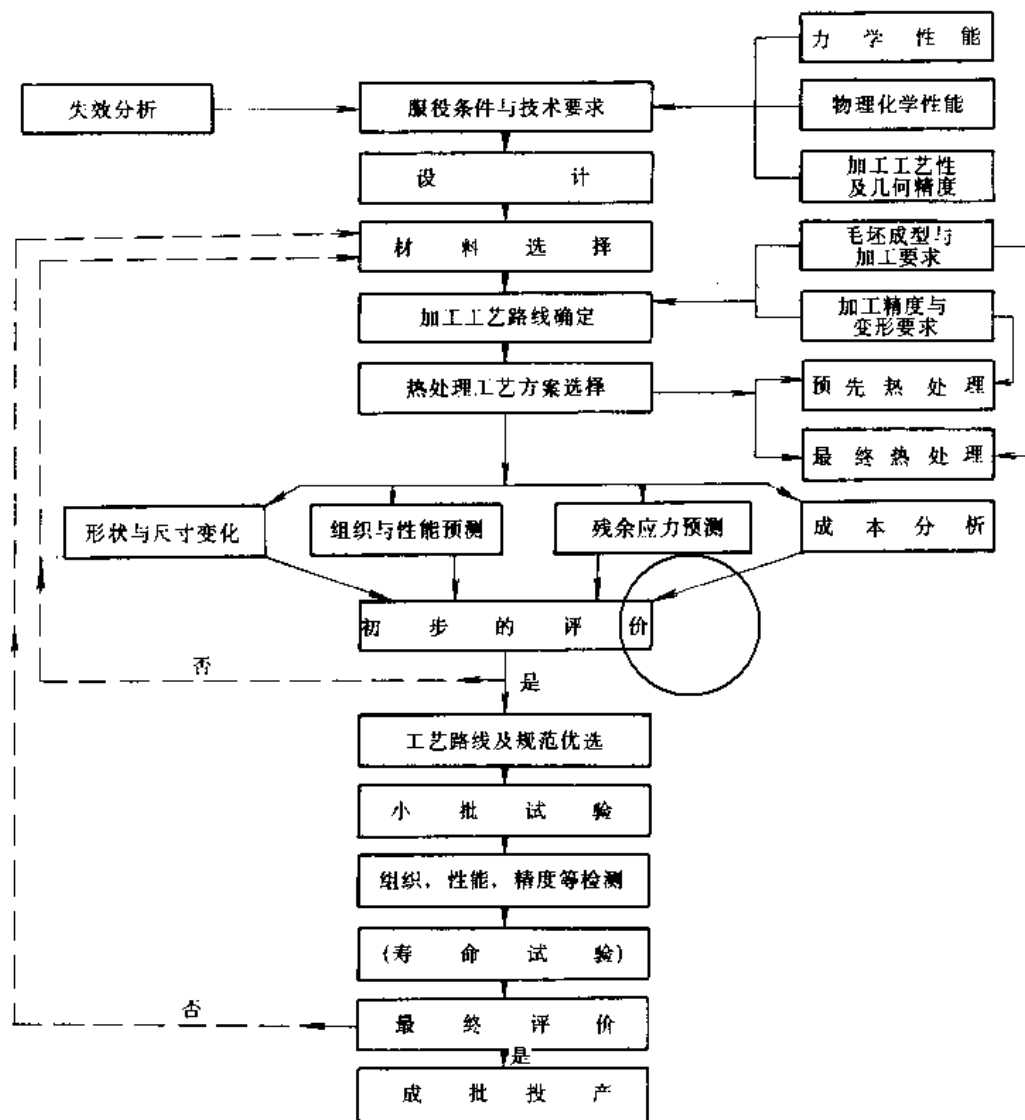 力学性能
失效分析
服役条件与技术要求
物理化学性能
设计
加工工艺性
及几何精度
材料选择
毛坯成型与
加工要求
加工工艺路线确定
加工精度与
变形要求
热处理工艺方案选择
预先热处理
最终热处理
形状与尺寸变化
组织与性能预测
残余应力预测
成本分析
初步的评价
否
是
工艺路线及规范优选
小批试验
组织，性能，精度等检测
(寿命试验)
否
最终评价
是
成批投产